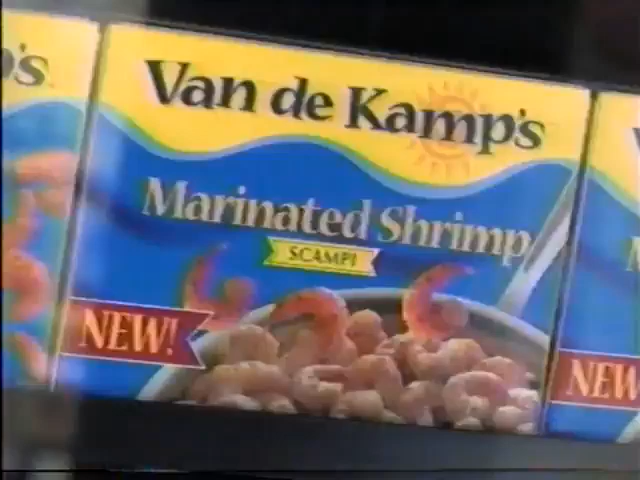 p's
Van de Kamp's
Marinated Shrimp
SCAMPI
NEW!
NEW